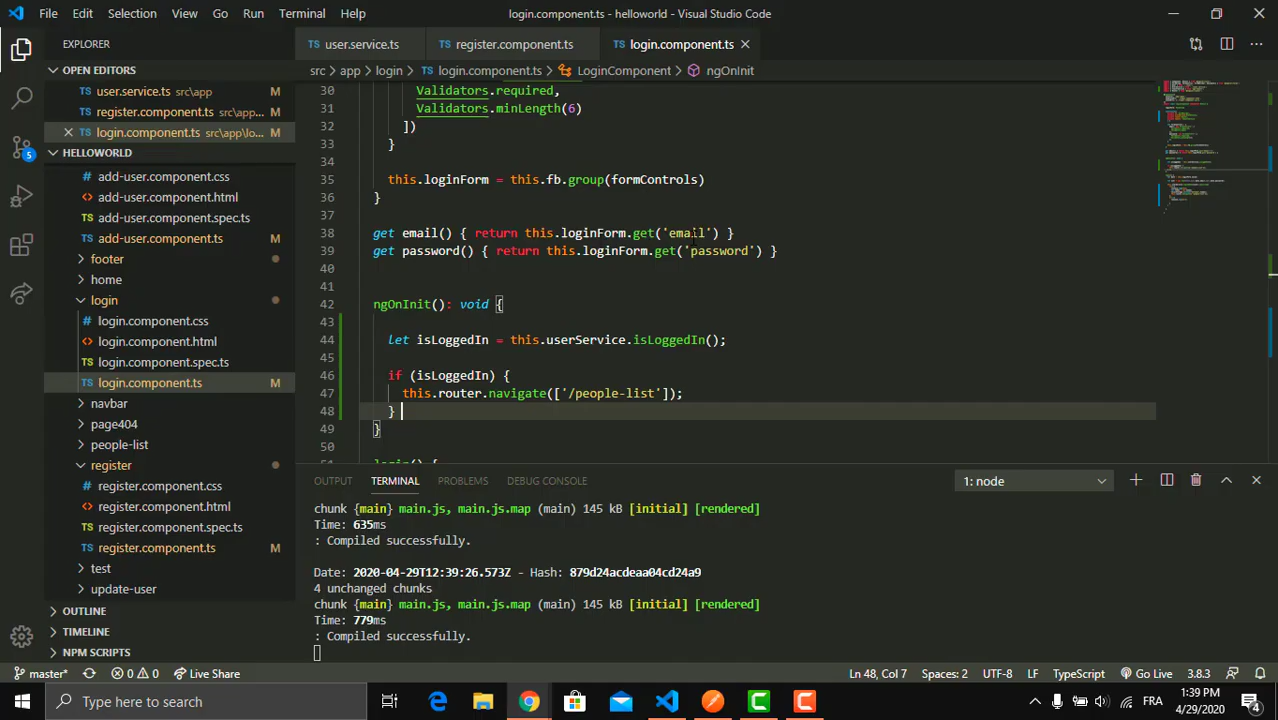 File Edit Selection View Go Run Terminal Help login.component.ts - helloworld - Visual Studio Code
EXPLORER
OPEN EDITORS
user.service.ts src\app M
register.component.ts src\app... M
login.component.ts src\app\lo... M
HELLOWORLD
add-user.component.css
add-user.component.html
add-user.component.spec.ts
add-user.component.ts M
footer
home
login
login.component.css
login.component.html
login.component.spec.ts
login.component.ts M
navbar
page404
people-list
register
register.component.css
register.component.html
register.component.spec.ts
register.component.ts M
test
update-user
OUTLINE
TIMELINE
NPM SCRIPTS
5
TS user.service.ts TS register.component.ts TS login.component.ts
src > app > login > TS login.component.ts > LoginComponent > ngOnInit
30 Validators.required,
31 Validators.minLength(6)
32 ])
33 }
34
35 this.loginForm = this.fb.group(formControls)
36 }
37
38 get email() { return this.loginForm.get('email') }
39 get password() { return this.loginForm.get('password') }
40
41
42 ngOnInit(): void {
43
44 let isLoggedIn = this.userService.isLoggedIn();
45
46 if (isLoggedIn) {
47 this.router.navigate(['/people-list']);
48 }
49 }
50
OUTPUT TERMINAL PROBLEMS DEBUG CONSOLE 1: node
chunk {main} main.js, main.js.map (main) 145 kB [initial] [rendered]
Time: 635ms
: Compiled successfully.
Date: 2020-04-29T12:39:26.573Z - Hash: 879d24acdeaa04cd24a9
4 unchanged chunks
chunk {main} main.js, main.js.map (main) 145 kB [initial] [rendered]
Time: 779ms
: Compiled successfully.
master* 0 0 Live Share Ln 48, Col 7 Spaces: 2 UTF-8 LF TypeScript Go Live 3.8.3
Type here to search FRA 1:39 PM
4/29/2020 4